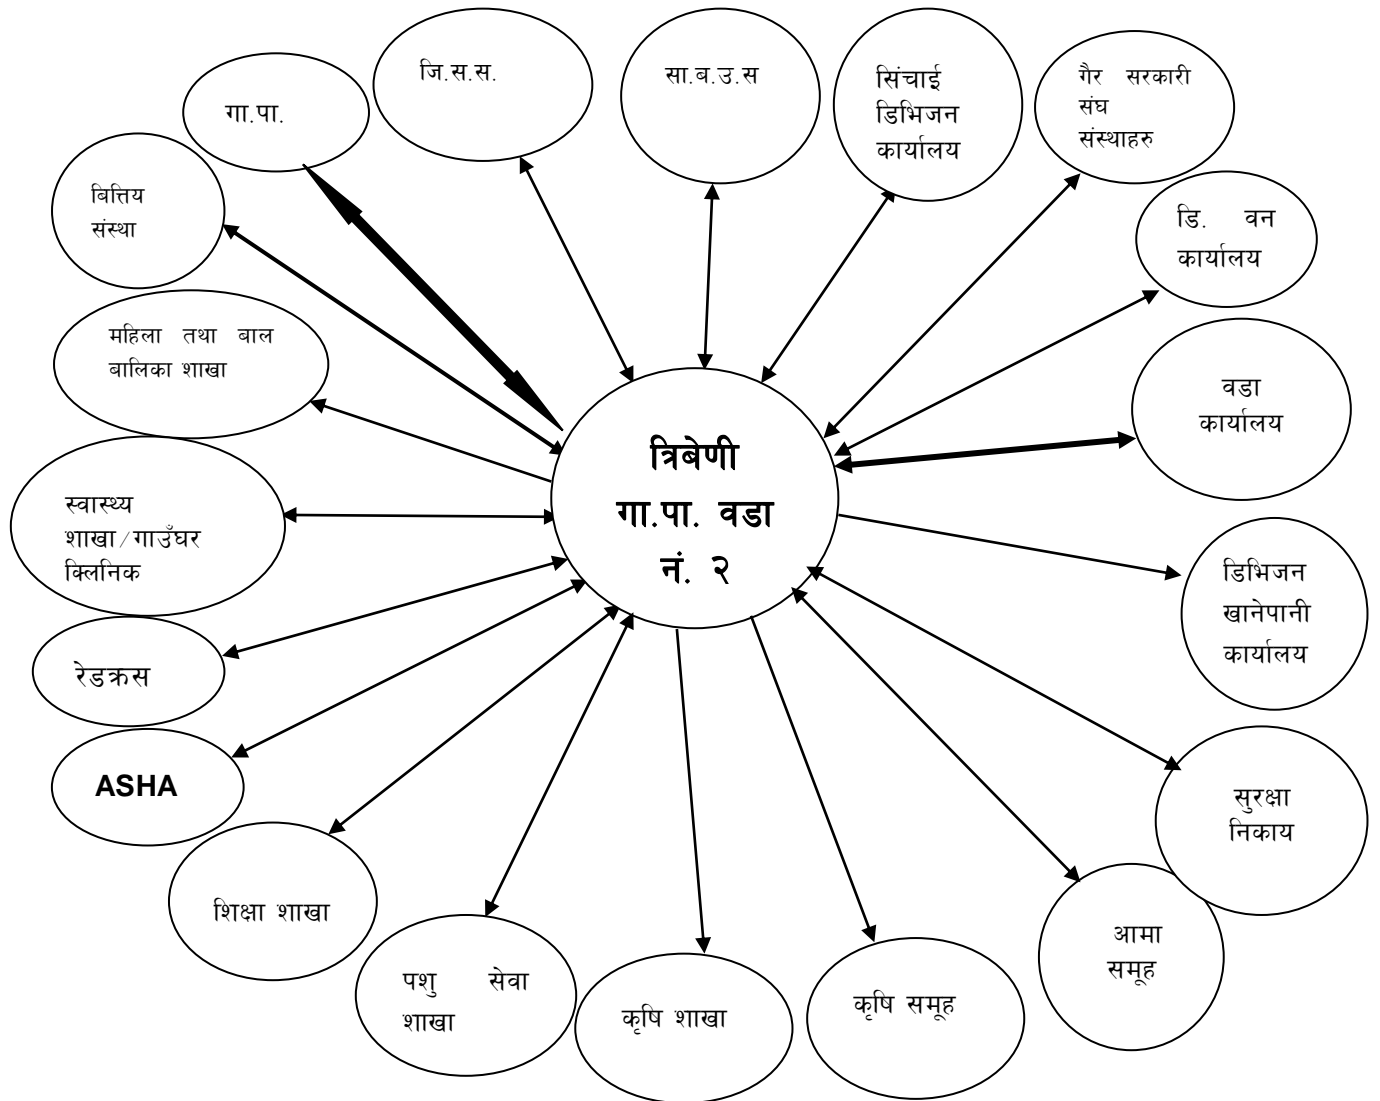 जि.स.स.
सा.ब.उ.स
सिंचाई
डिभिजन
कार्यालय
गैर सरकारी
संघ
संस्थाहरु
गा.पा.
बित्तिय
संस्था
डि. वन
कार्यालय
महिला तथा बाल
बालिका शाखा
वडा
कार्यालय
त्रिबेणी
गा.पा. वडा
नं. २
स्वास्थ्य
शाखा/गाउँघर
क्लिनिक
डिभिजन
खानेपानी
कार्यालय
रेडक्रस
ASHA
सुरक्षा
निकाय
शिक्षा शाखा
आमा
समूह
पशु सेवा
शाखा
कृषि शाखा
कृषि समूह